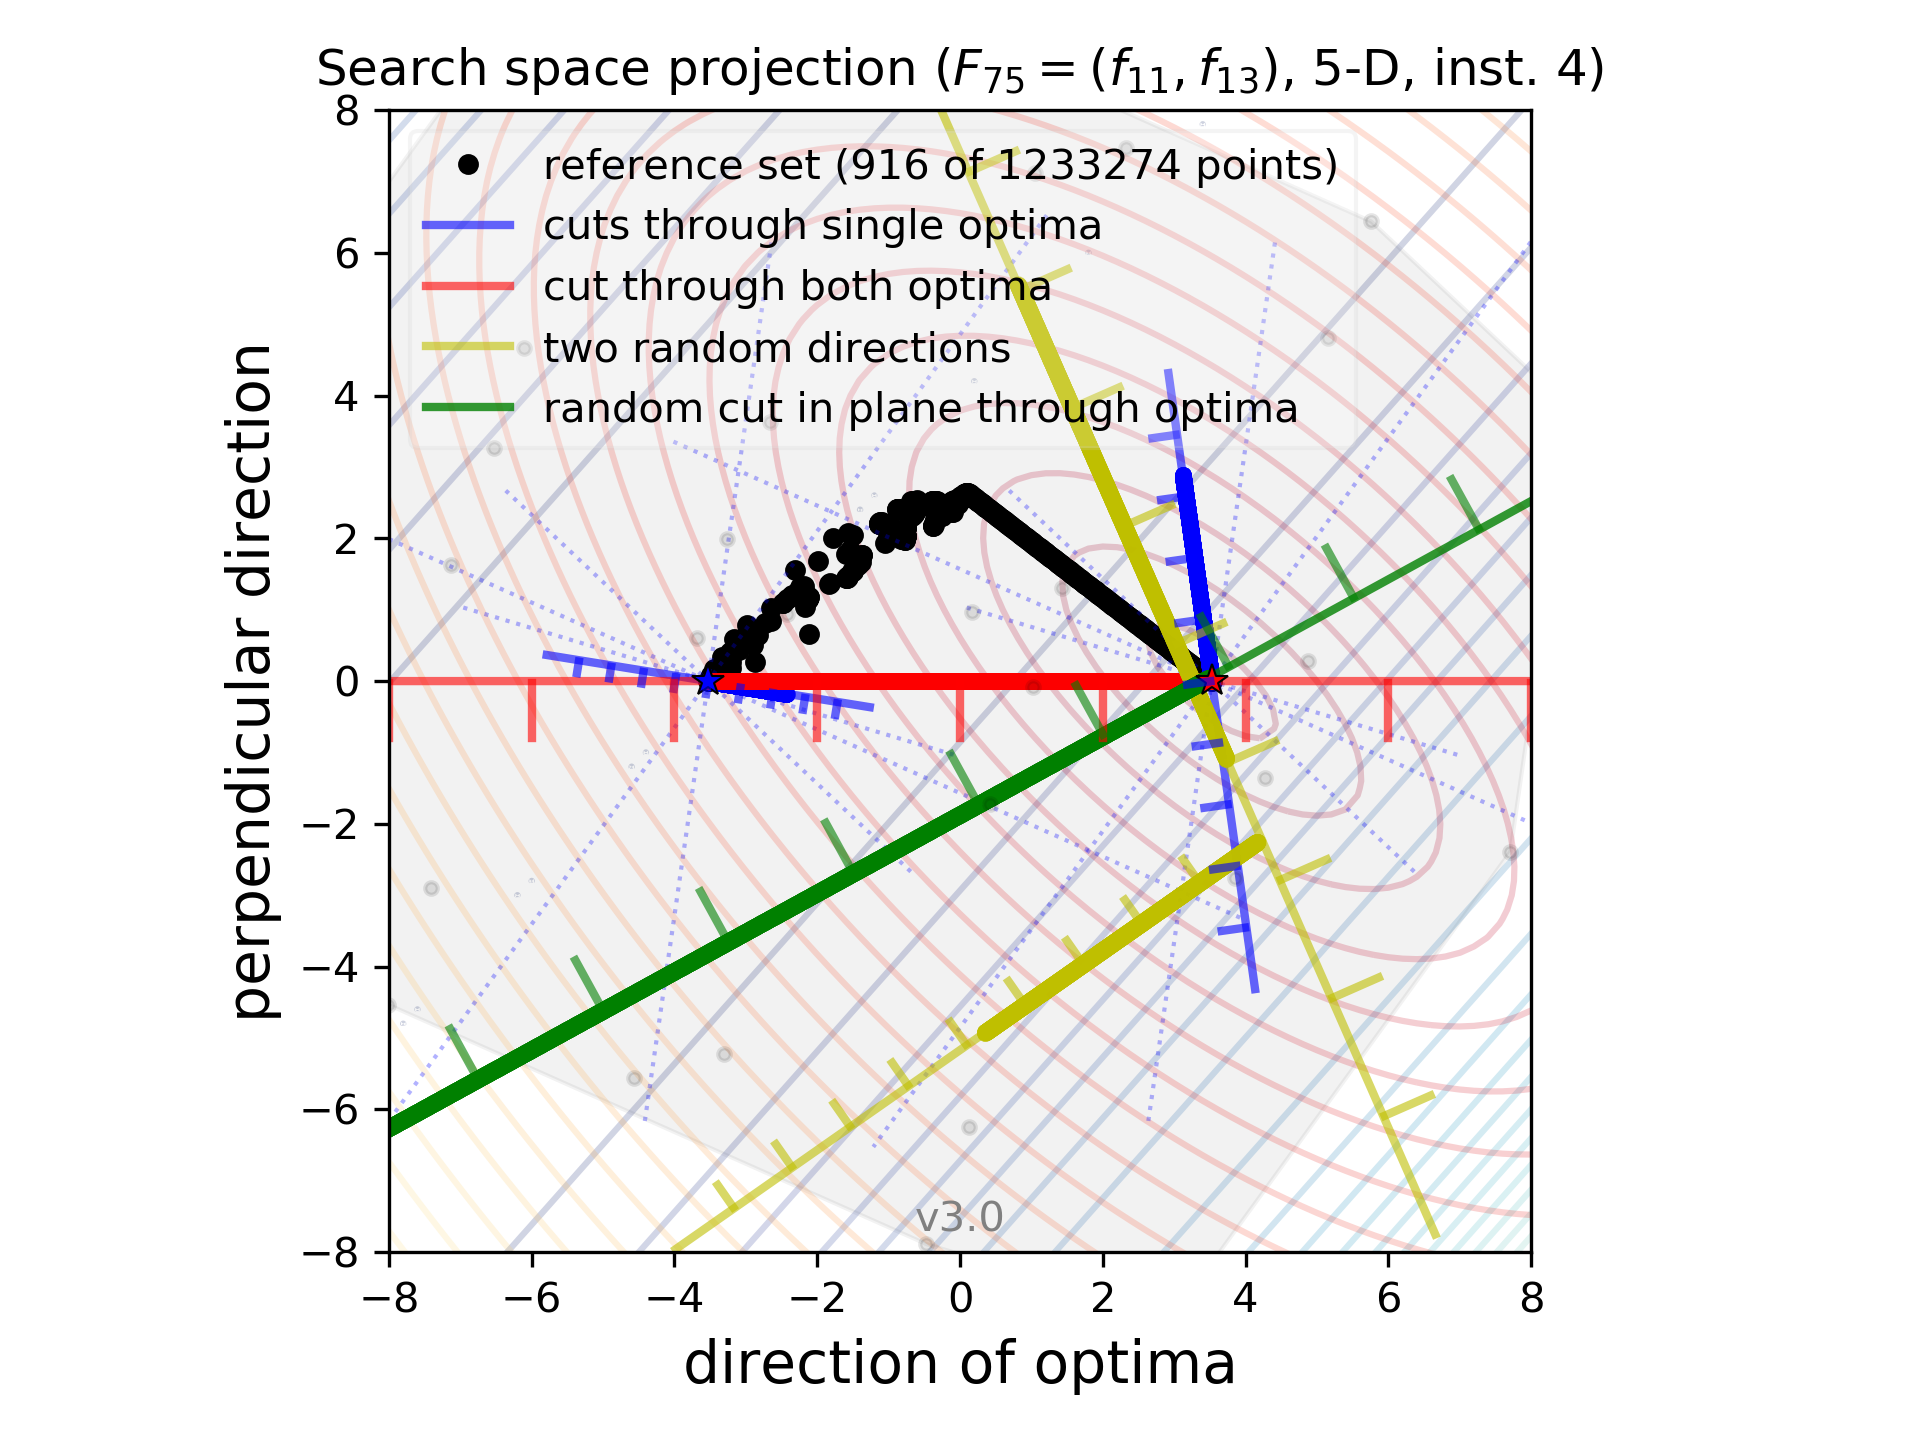 Search space projection (F75 = (f11, f13), 5-D, inst. 4)
8
6
4
2
0
−2
−4
−6
−8
perpendicular direction
reference set (916 of 1233274 points)
cuts through single optima
cut through both optima
two random directions
random cut in plane through optima
v3.0
−8 −6 −4 −2 0 2 4 6 8
direction of optima